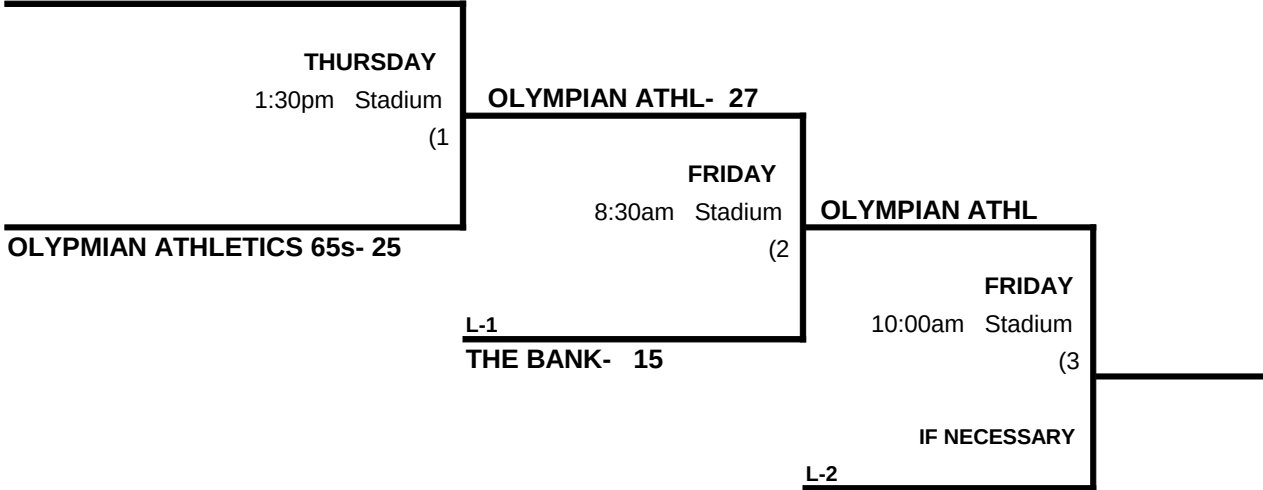 THURSDAY
1:30pm Stadium
(1
OLYPMIAN ATHLETICS 65s- 25
OLYMPIAN ATHL- 27
FRIDAY
8:30am Stadium
(2
L-1
THE BANK- 15
OLYMPIAN ATHL
FRIDAY
10:00am Stadium
(3
IF NECESSARY
L-2